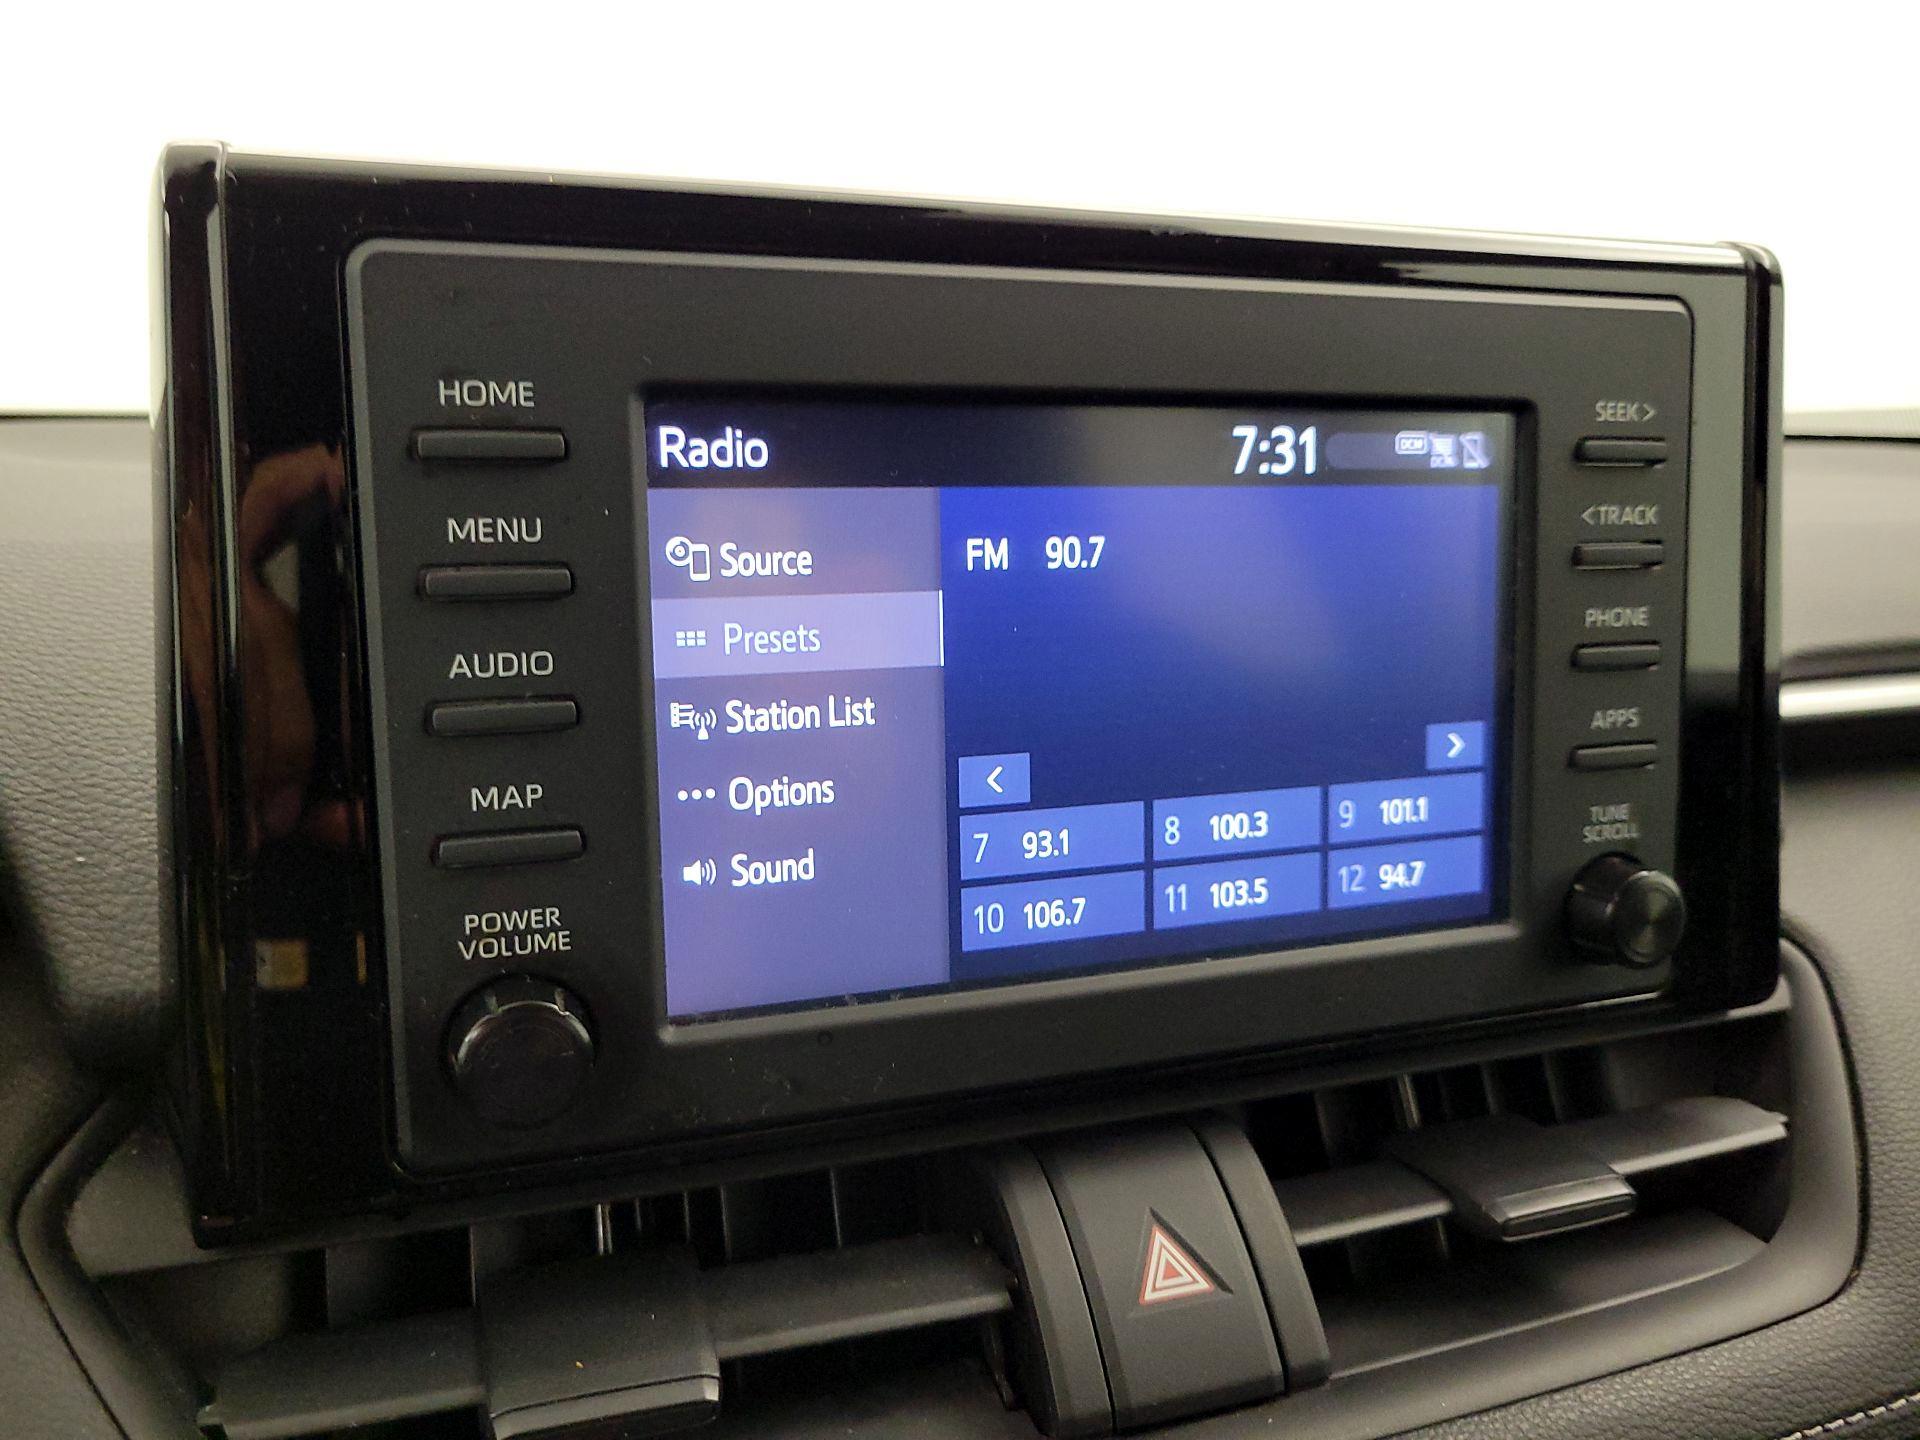 HOME
MENU
AUDIO
MAP
POWER
VOLUME
Radio
7:31
DCM
Source
Presets
Station List
Options
Sound
FM 90.7
<
>
7 93.1
8 100.3
9 101.1
10 106.7
11 103.5
12 94.7
SEEK >
< TRACK
PHONE
APPS
TUNE
SCROLL